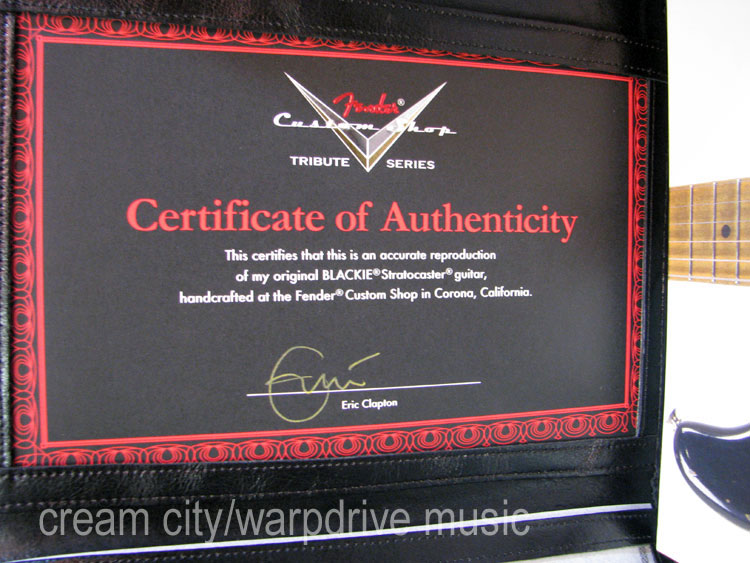 Fender®
Custom Shop
TRIBUTE SERIES
Certificate of Authenticity
This certifies that this is an accurate reproduction
of my original BLACKIE® Stratocaster® guitar,
handcrafted at the Fender® Custom Shop in Corona, California.
Eric
Eric Clapton
cream city/warpdrive music